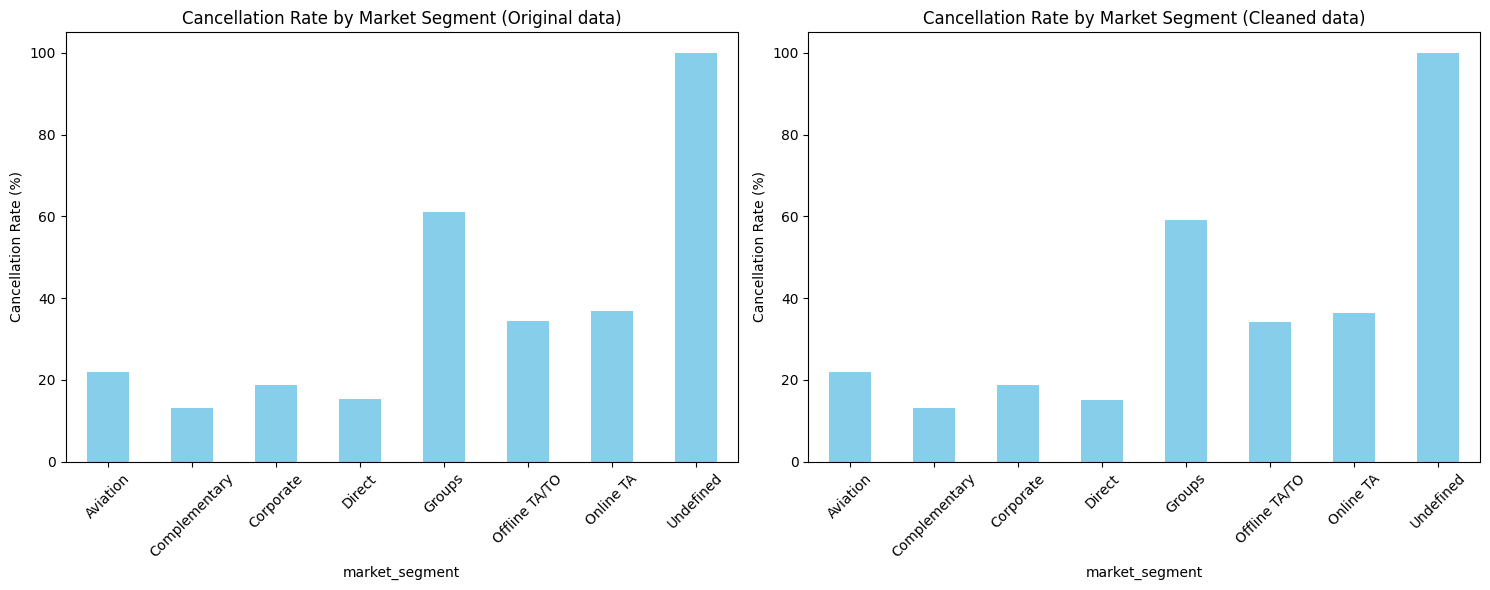 Cancellation Rate by Market Segment (Original data)
Cancellation Rate (%)
100
80
60
40
20
0
Aviation
Complementary
Corporate
Direct
Groups
Offline TA/TO
Online TA
Undefined
market_segment
Cancellation Rate by Market Segment (Cleaned data)
Cancellation Rate (%)
100
80
60
40
20
0
Aviation
Complementary
Corporate
Direct
Groups
Offline TA/TO
Online TA
Undefined
market_segment